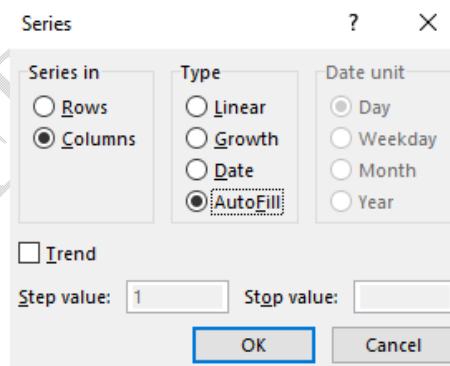 Series ? ×
Series in
Rows
Columns
Type
Linear
Growth
Date
AutoFill
Date unit
Day
Weekday
Month
Year
Trend
Step value: 1 Stop value:
OK Cancel